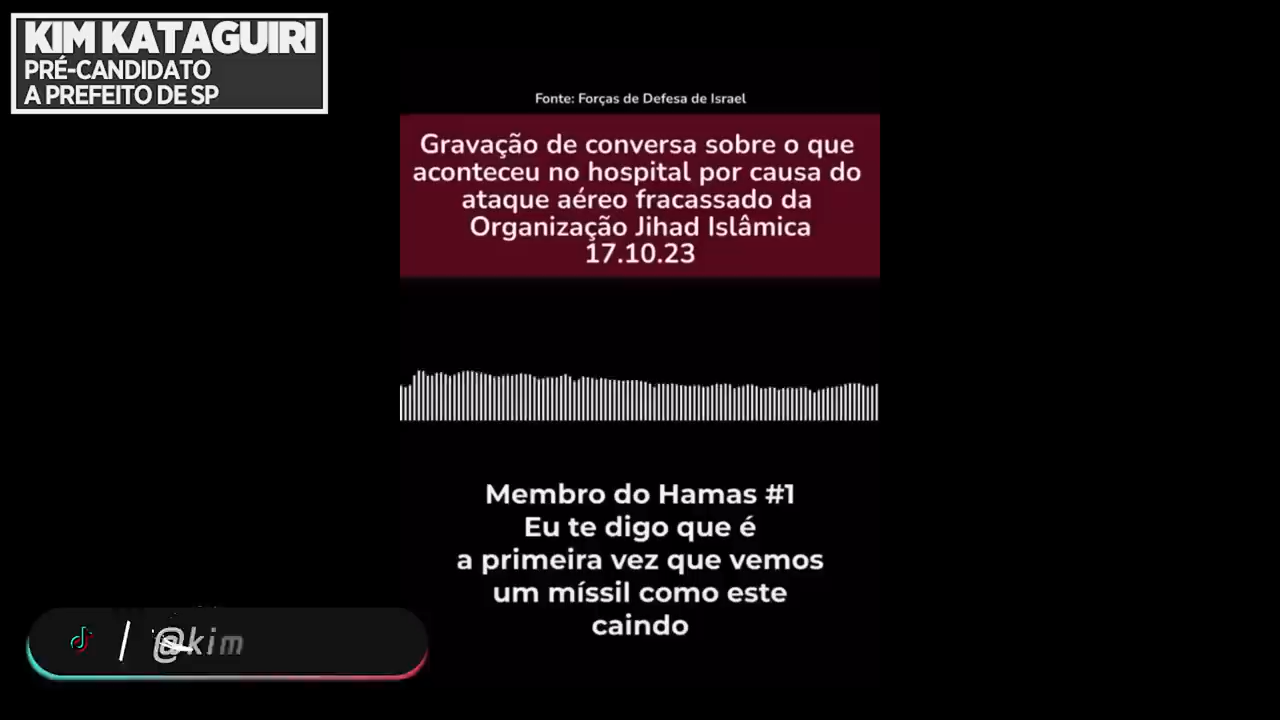 KIM KATAGUIRI
PRÉ-CANDIDATO
A PREFEITO DE SP
Fonte: Forças de Defesa de Israel
Gravação de conversa sobre o que
aconteceu no hospital por causa do
ataque aéreo fracassado da
Organização Jihad Islâmica
17.10.23
Membro do Hamas #1
Eu te digo que é
a primeira vez que vemos
um míssil como este
caindo
/ @kim